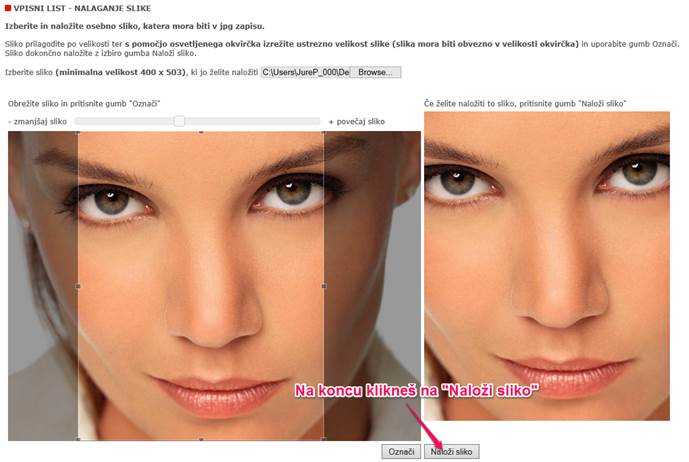 VPISNI LIST - NALAGANJE SLIKE
Izberite in naložite osebno sliko, katera mora biti v jpg zapisu.
Sliko prilagodite po velikosti ter s pomočjo osvetljenega okvirčka izrežite ustrezno velikost slike (slika mora biti obvezno v velikosti okvirčka) in uporabite gumb Označi.
Sliko dokončno naložite z izbiro gumba Naloži sliko.
Izberite sliko (minimalna velikost 400 x 503), ki jo želite naložiti C:\Users\JureP_000\De Browse...
Obrežite sliko in pritisnite gumb "Označi"
- zmanjšaj sliko + povečaj sliko
Če želite naložiti to sliko, pritisnite gumb "Naloži sliko"
Na koncu klikneš na "Naloži sliko"
Označi Naloži sliko